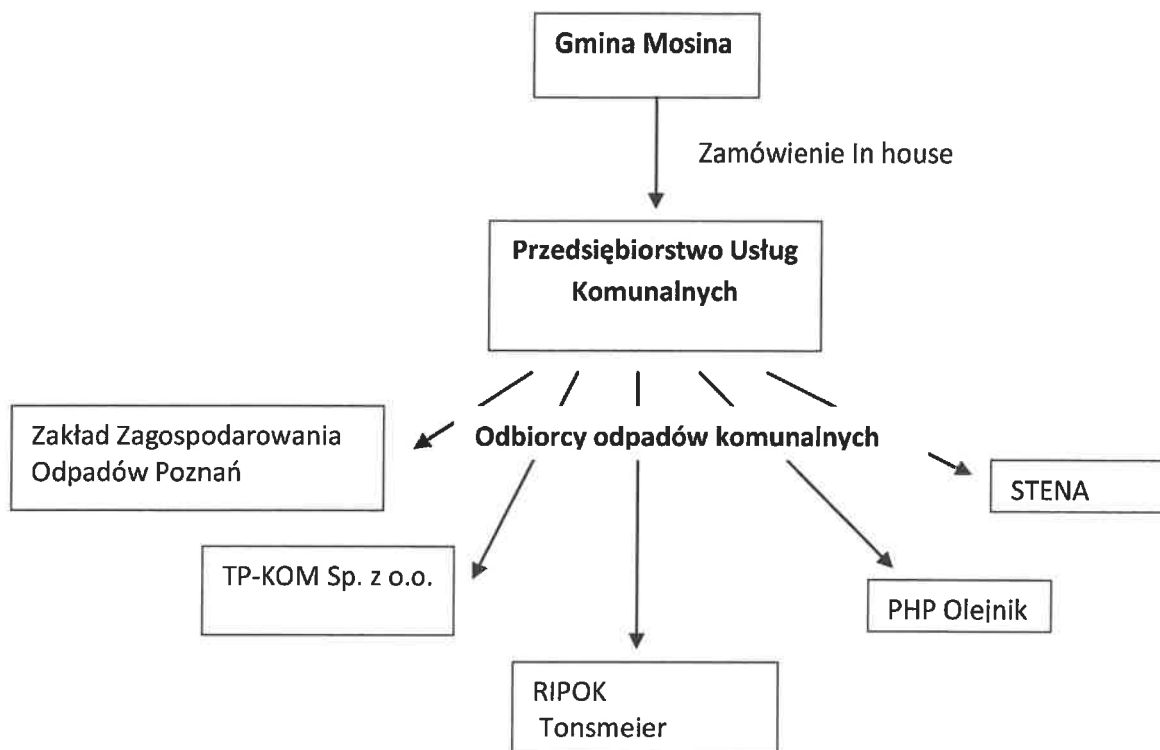 Gmina Mosina
Zamówienie In house
Przedsiębiorstwo Usług
Komunalnych
Odbiorcy odpadów komunalnych
Zakład Zagospodarowania
Odpadów Poznań
STENA
TP-KOM Sp. z o.o.
PHP Olejnik
RIPOK
Tonsmeier